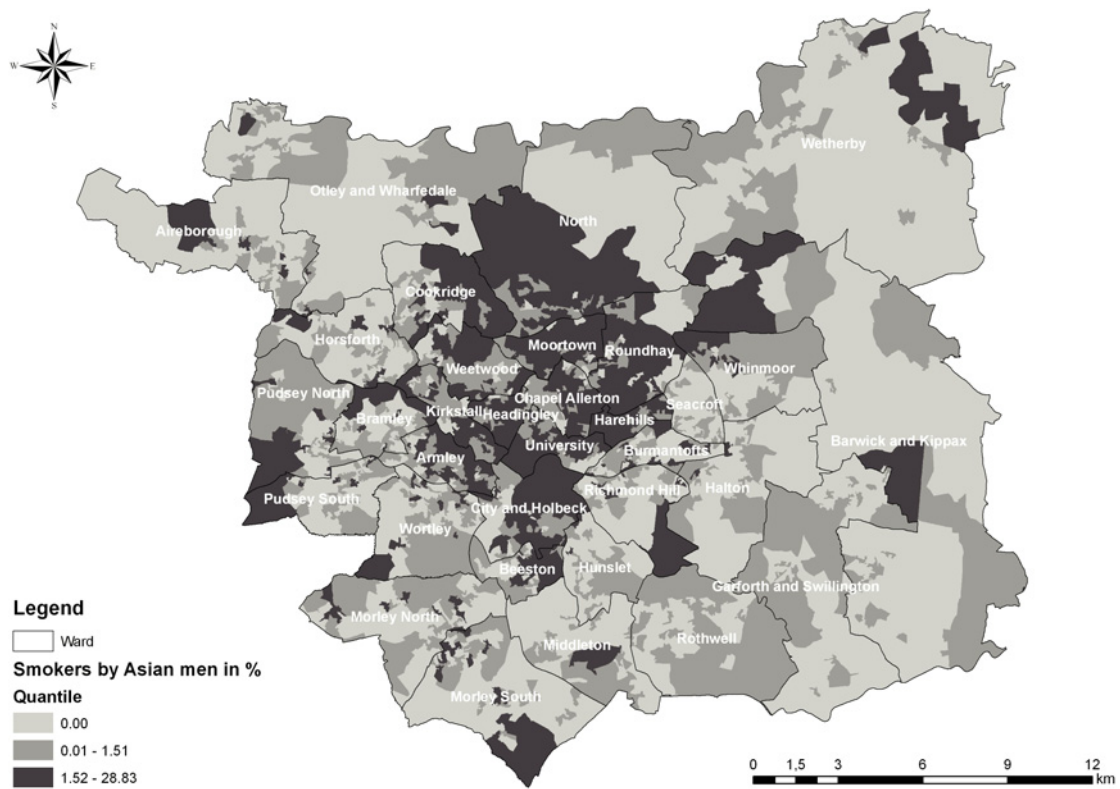 N
W E
S
Wetherby
Otley and Wharfedale
North
Aireborough
Cookridge
Horsforth
Moortown
Roundhay
Weetwood
Whinmoor
Pudsey North
Chapel Allerton
Seacroft
Kirkstall
Headingley
Bramley
Harehills
Barwick and Kippax
University
Burmantofts
Armley
Richmond Hill
Halton
Pudsey South
City and Holbeck
Wortley
Beeston
Hunslet
Garforth and Swillington
Morley North
Rothwell
Middleton
Morley South
Legend
Ward
Smokers by Asian men in %
Quantile
0.00
0.01 - 1.51
1.52 - 28.83
0 1,5 3 6 9 12
km